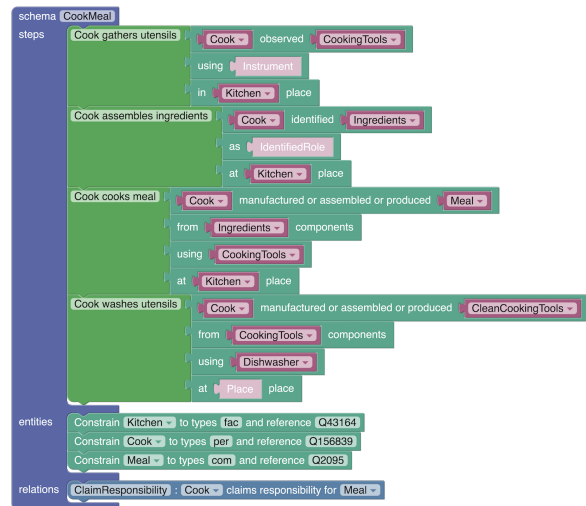 schema CookMeal
steps Cook gathers utensils Cook observed CookingTools
using Instrument
in Kitchen place
Cook assembles ingredients Cook identified Ingredients
as IdentifiedRole
at Kitchen place
Cook cooks meal Cook manufactured or assembled or produced Meal
from Ingredients components
using CookingTools
at Kitchen place
Cook washes utensils Cook manufactured or assembled or produced CleanCookingTools
from CookingTools components
using Dishwasher
at Place place
entities Constrain Kitchen to types fac and reference Q43164
Constrain Cook to types per and reference Q156839
Constrain Meal to types com and reference Q2095
relations ClaimResponsibility : Cook claims responsibility for Meal